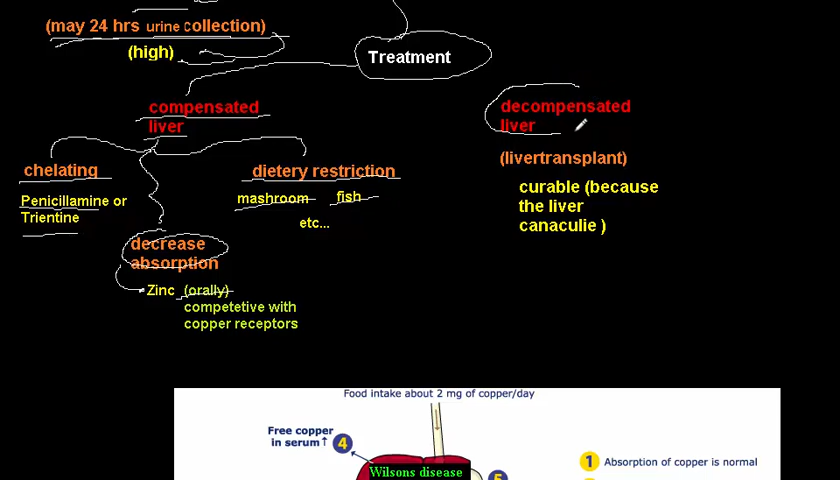 (may 24 hrs urine collection)
(high)
Treatment
compensated
liver
decompensated
liver
chelating
dietery restriction
(livertransplant)
Penicillamine or
Trientine
mashroom
fish
etc...
curable (because
the liver
canaculie )
decrease
absorption
Zinc (orally)
competetive with
copper receptors
Food intake about 2 mg of copper/day
Free copper
in serum↑ 4
Wilsons disease
5
1 Absorption of copper is normal